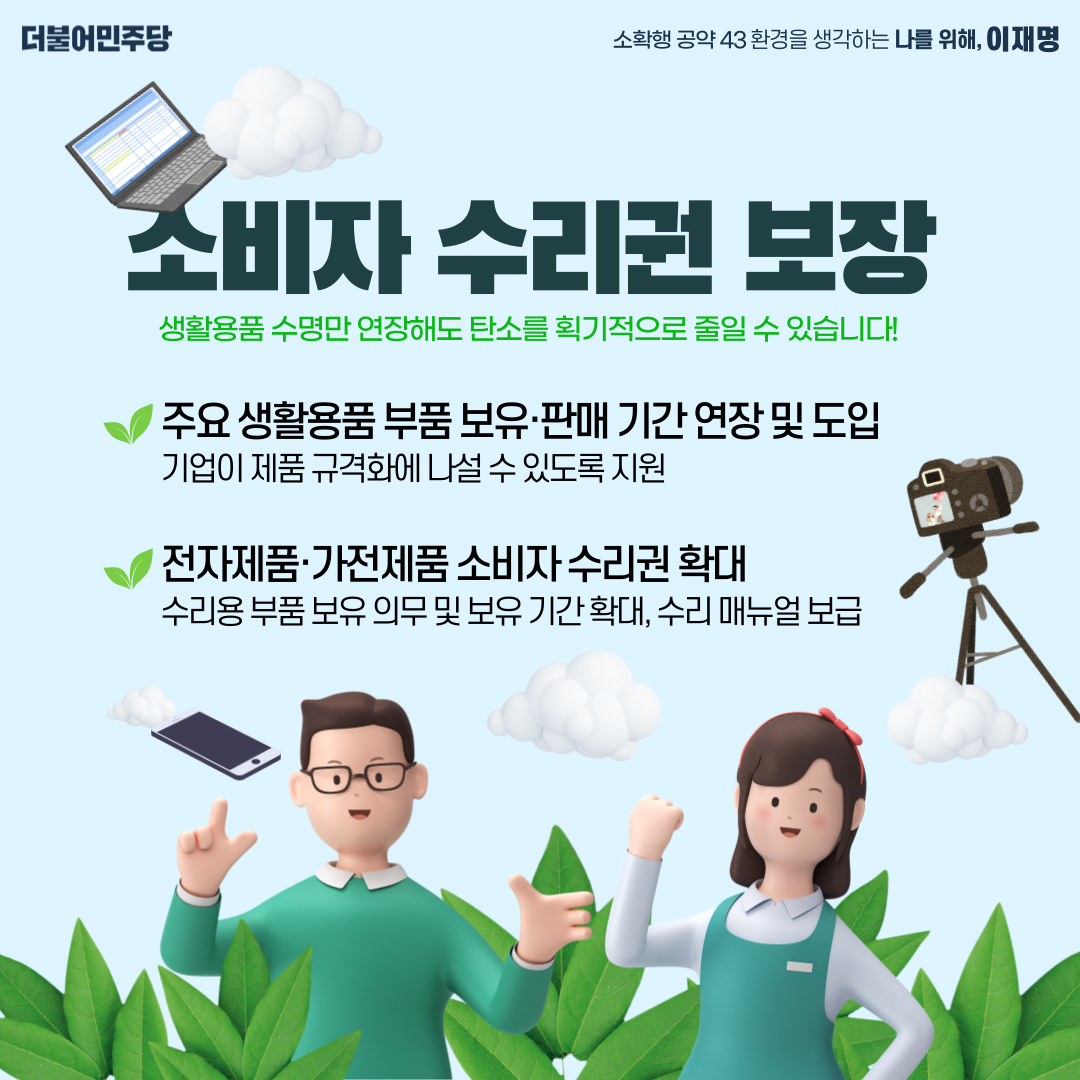 더불어민주당
소확행 공약 43 환경을 생각하는 나를 위해, 이재명
소비자 수리권 보장
생활용품 수명만 연장해도 탄소를 획기적으로 줄일 수 있습니다!
주요 생활용품 부품 보유·판매 기간 연장 및 도입
기업이 제품 규격화에 나설 수 있도록 지원
전자제품·가전제품 소비자 수리권 확대
수리용 부품 보유 의무 및 보유 기간 확대, 수리 매뉴얼 보급